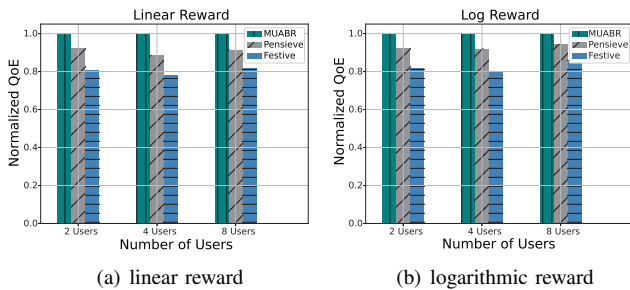 Linear Reward
Normalized QoE
1.0
0.8
0.6
0.4
0.2
0.0
MUABR
Pensieve
Festive
2 Users
4 Users
8 Users
Number of Users
(a) linear reward
Log Reward
Normalized QoE
1.0
0.8
0.6
0.4
0.2
0.0
MUABR
Pensieve
Festive
2 Users
4 Users
8 Users
Number of Users
(b) logarithmic reward